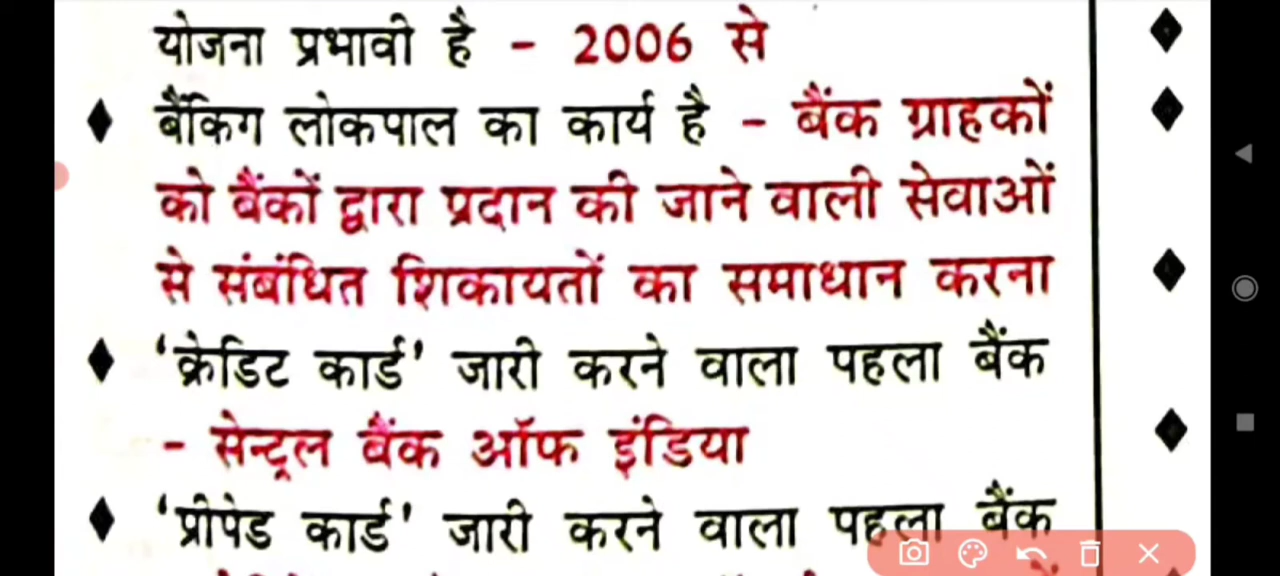 योजना प्रभावी है - 2006 से
बैंकिग लोकपाल का कार्य है - बैंक ग्राहकों
को बैंकों द्वारा प्रदान की जाने वाली सेवाओं
से संबंधित शिकायतों का समाधान करना
'क्रेडिट कार्ड' जारी करने वाला पहला बैंक
- सेन्ट्रल बैंक ऑफ इंडिया
'प्रीपेड कार्ड' जारी करने वाला पहला बैंक